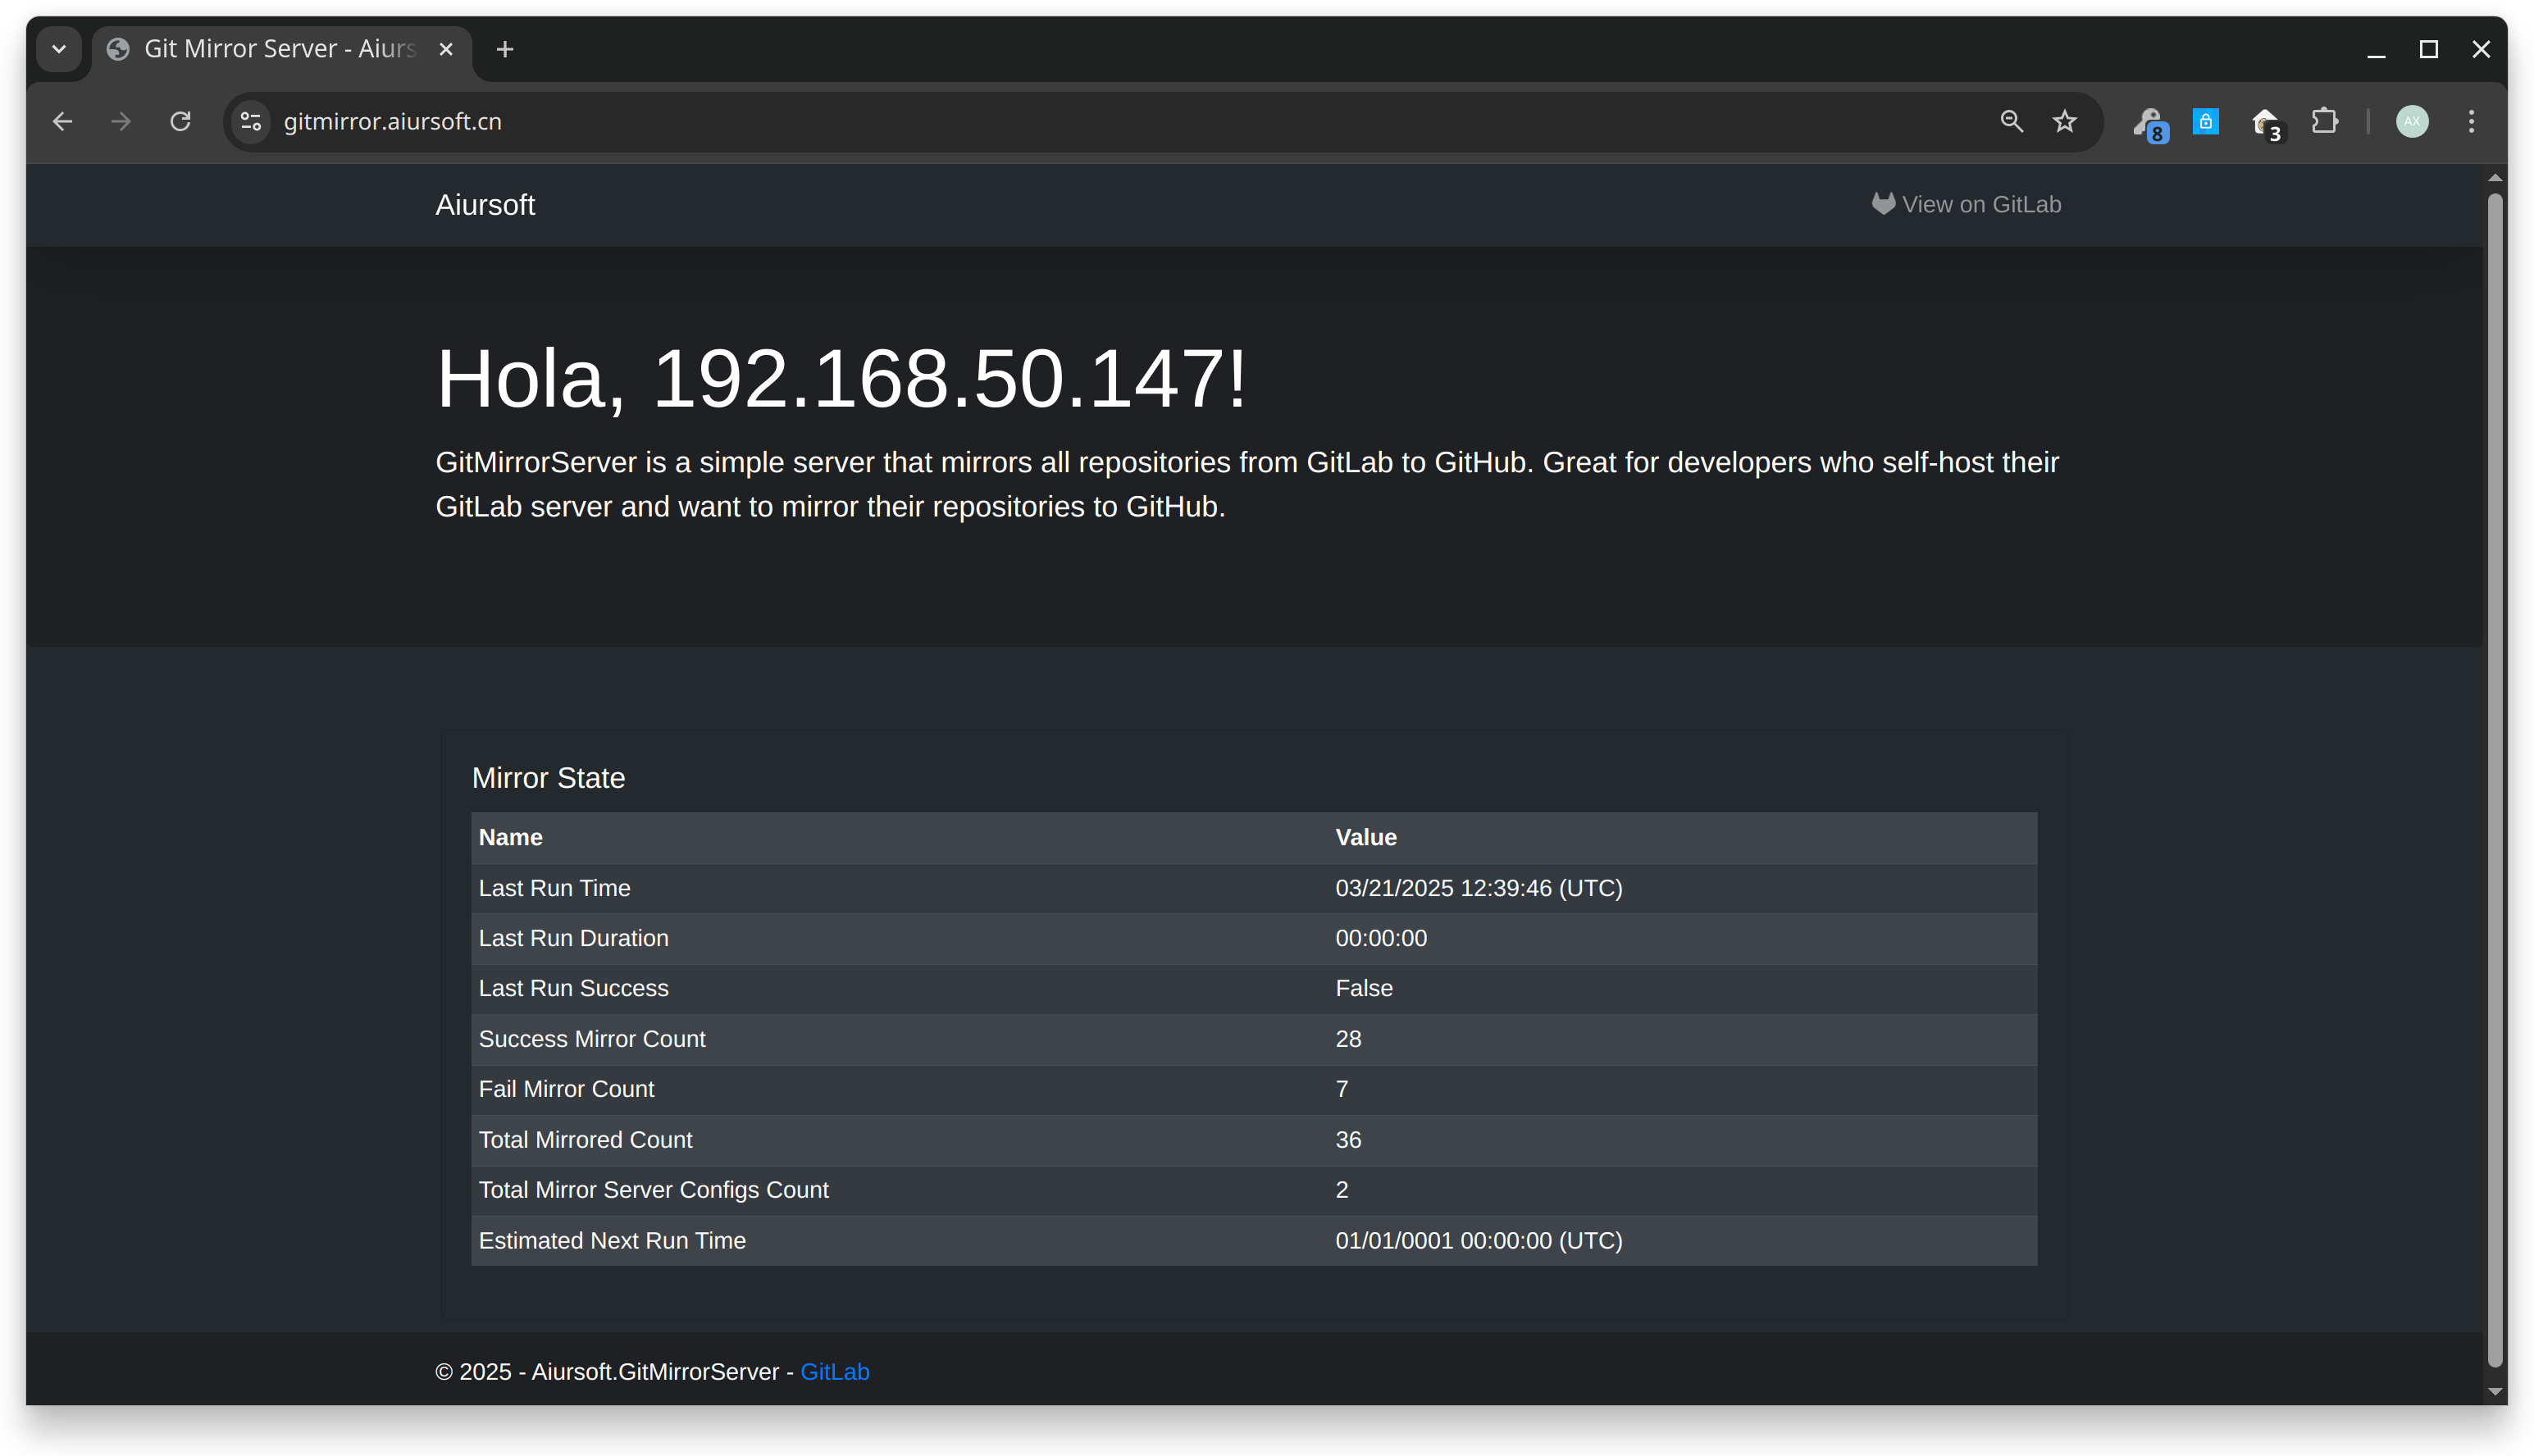 Git Mirror Server - Aiurs
gitmirror.aiursoft.cn
8
3
AX
Aiursoft
View on GitLab
Hola, 192.168.50.147!
GitMirrorServer is a simple server that mirrors all repositories from GitLab to GitHub. Great for developers who self-host their
GitLab server and want to mirror their repositories to GitHub.
Mirror State
Name Value
Last Run Time 03/21/2025 12:39:46 (UTC)
Last Run Duration 00:00:00
Last Run Success False
Success Mirror Count 28
Fail Mirror Count 7
Total Mirrored Count 36
Total Mirror Server Configs Count 2
Estimated Next Run Time 01/01/0001 00:00:00 (UTC)
© 2025 - Aiursoft.GitMirrorServer - GitLab